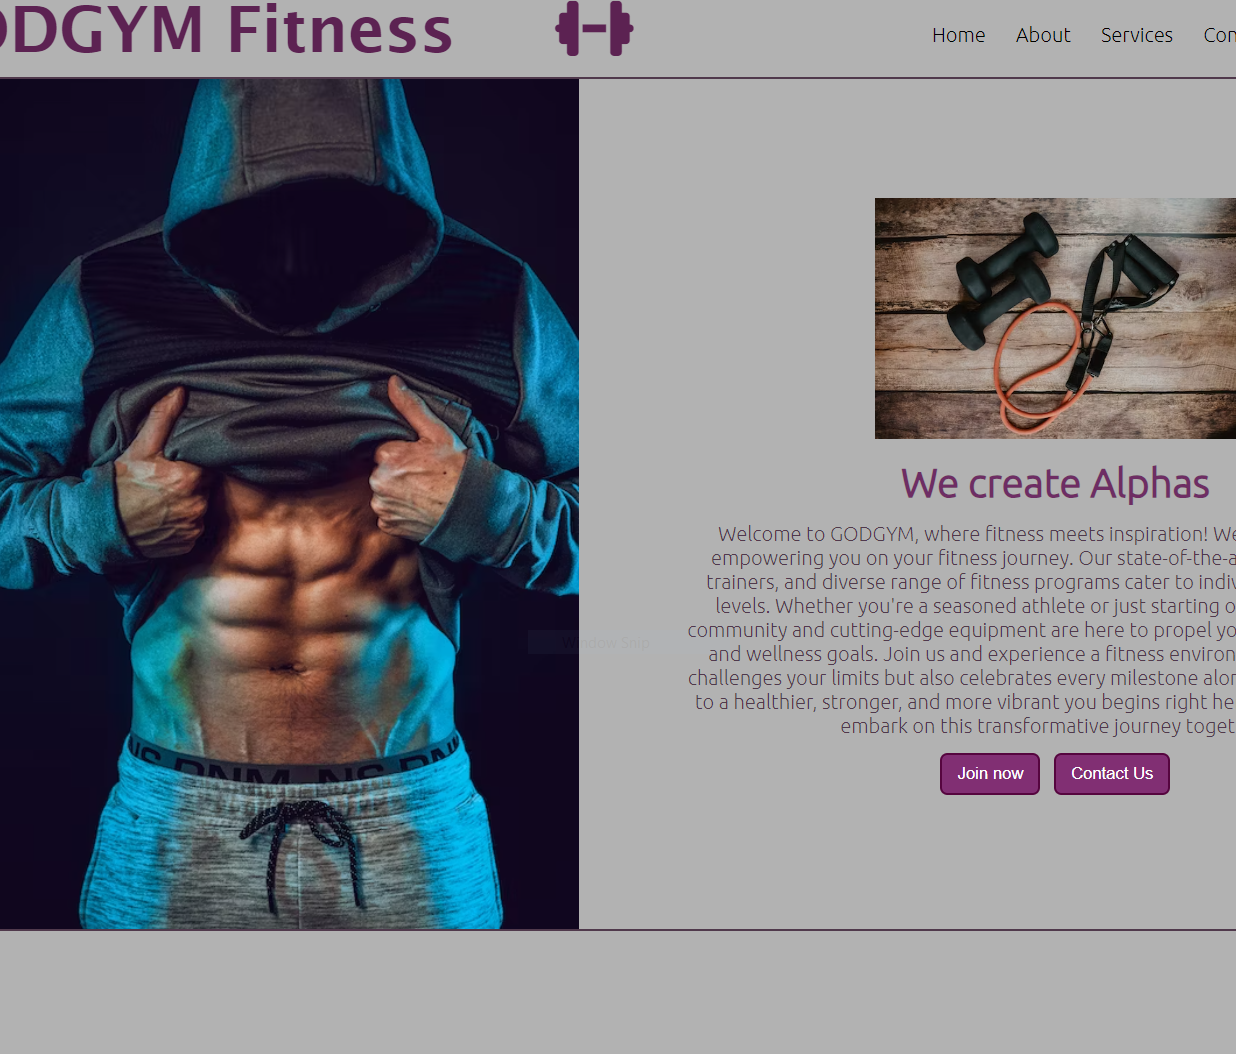 ODGYM Fitness
Home About Services Con
We create Alphas
Welcome to GODGYM, where fitness meets inspiration! We
empowering you on your fitness journey. Our state-of-the-a
trainers, and diverse range of fitness programs cater to indiv
levels. Whether you're a seasoned athlete or just starting o
community and cutting-edge equipment are here to propel yo
and wellness goals. Join us and experience a fitness environ
challenges your limits but also celebrates every milestone alon
to a healthier, stronger, and more vibrant you begins right he
embark on this transformative journey toget
Join now Contact Us
Window Snip